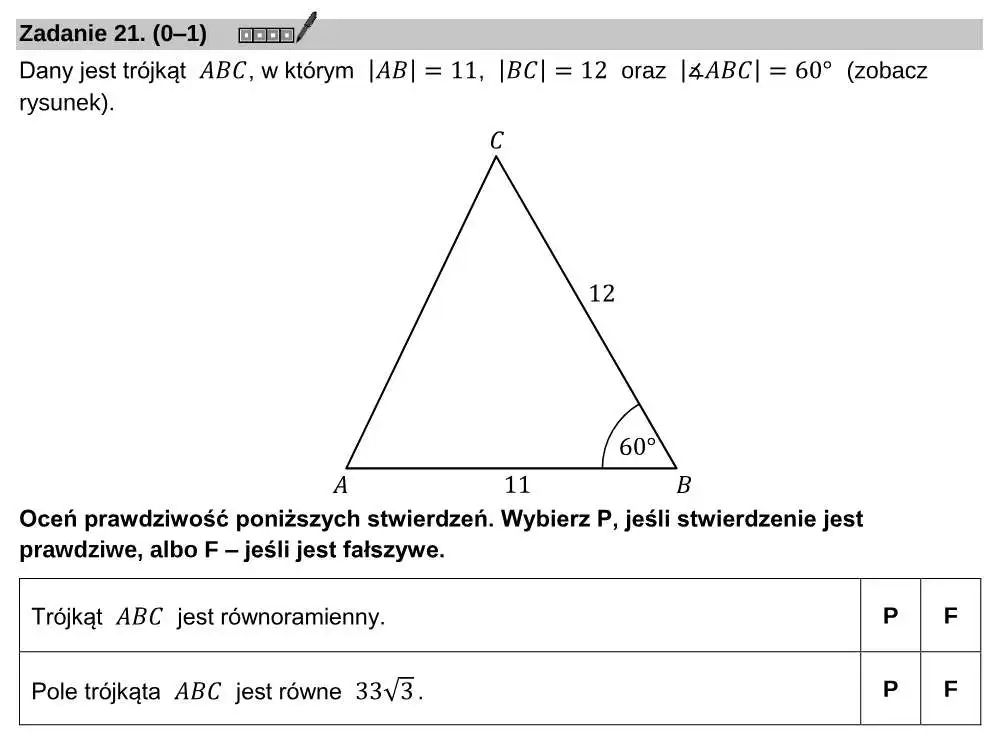 Zadanie 21. (0–1)
Dany jest trójkąt ABC, w którym |AB| = 11, |BC| = 12 oraz |∡ABC| = 60° (zobacz
rysunek).
C
12
60°
A
11
B
Oceń prawdziwość poniższych stwierdzeń. Wybierz P, jeśli stwierdzenie jest
prawdziwe, albo F – jeśli jest fałszywe.
Trójkąt ABC jest równoramienny. P F
Pole trójkąta ABC jest równe 33√3. P F